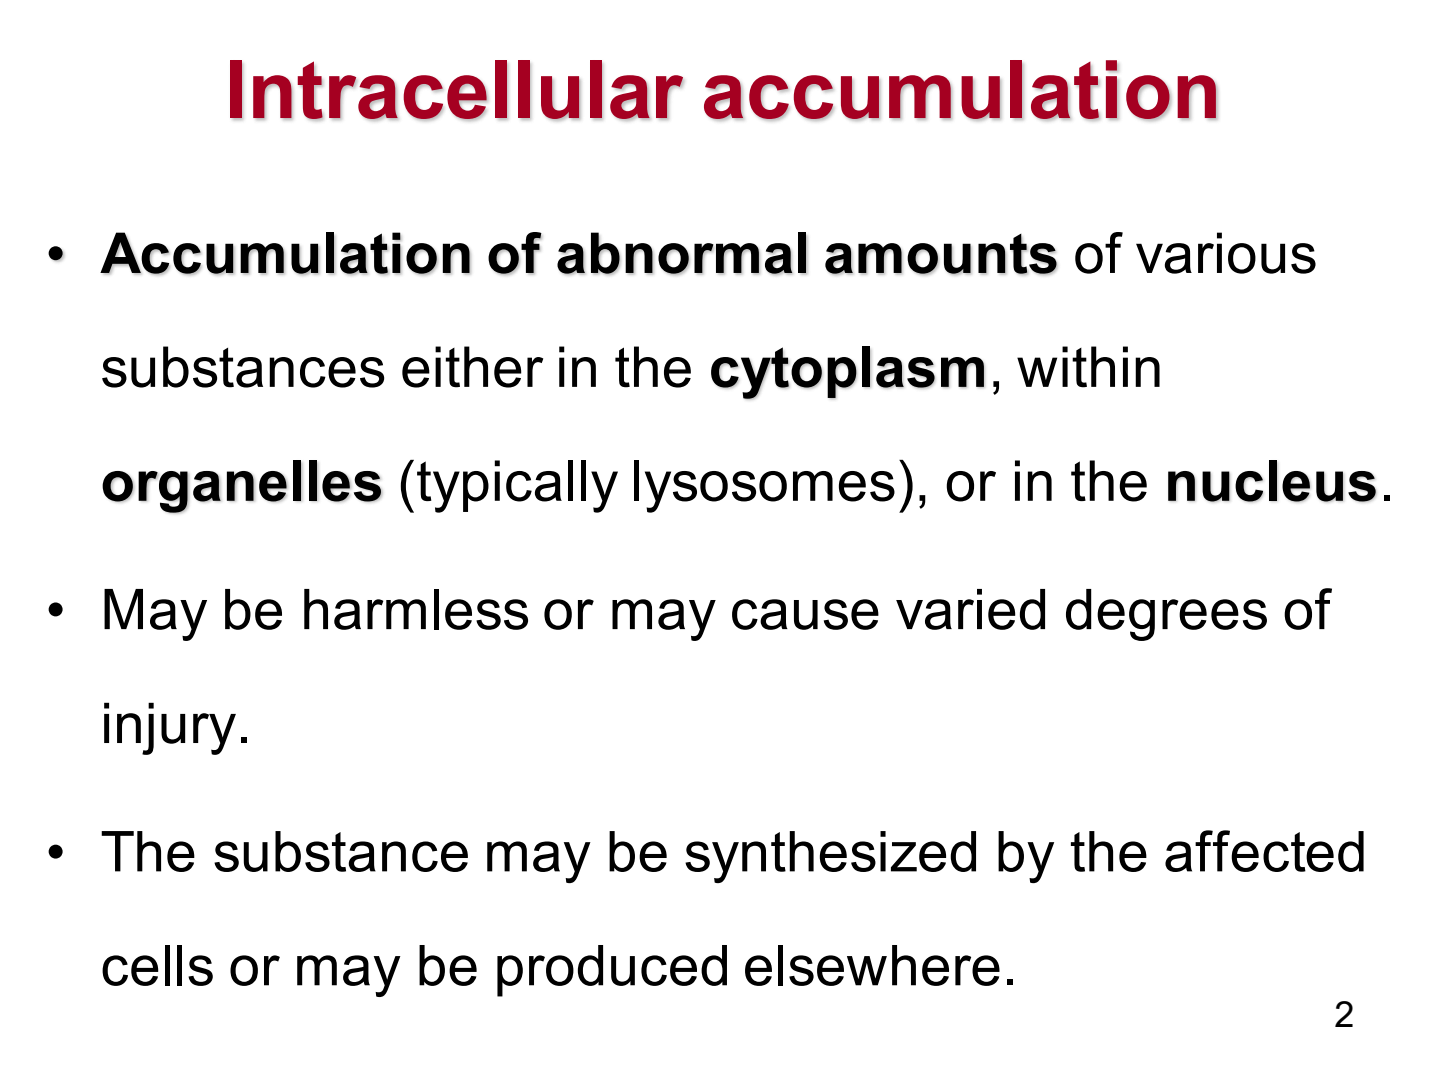 Intracellular accumulation
• Accumulation of abnormal amounts of various
substances either in the cytoplasm, within
organelles (typically lysosomes), or in the nucleus.
• May be harmless or may cause varied degrees of
injury.
• The substance may be synthesized by the affected
cells or may be produced elsewhere.
2